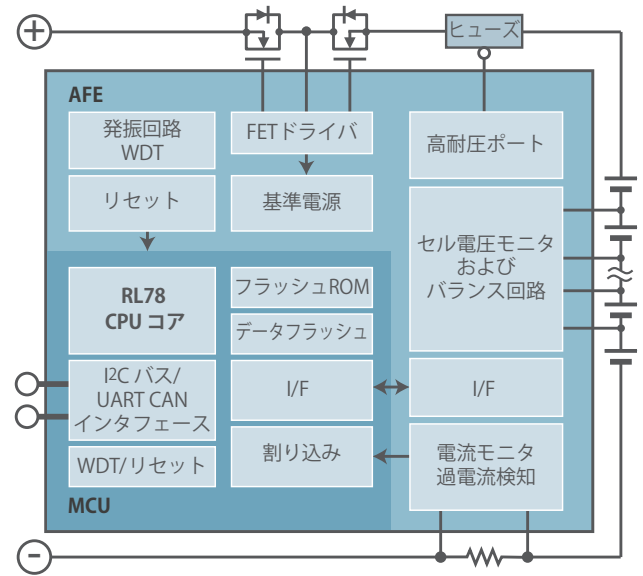 +
ヒューズ
AFE
発振回路
WDT
FETドライバ
高耐圧ポート
リセット
基準電源
セル電圧モニタ
および
バランス回路
RL78
CPU コア
フラッシュROM
データフラッシュ
I2C バス/
UART CAN
インタフェース
I/F
I/F
WDT/リセット
割り込み
電流モニタ
過電流検知
MCU
-